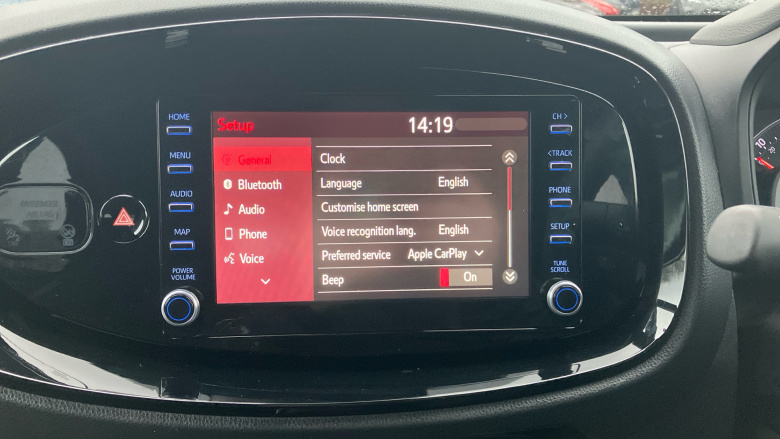 HOME
MENU
AUDIO
MAP
POWER
VOLUME
Setup 14:19
General
Bluetooth
Audio
Phone
Voice
Clock
Language English
Customise home screen
Voice recognition lang. English
Preferred service Apple CarPlay
Beep On
CH >
< TRACK
PHONE
SETUP
TUNE
SCROLL
PASSENGER